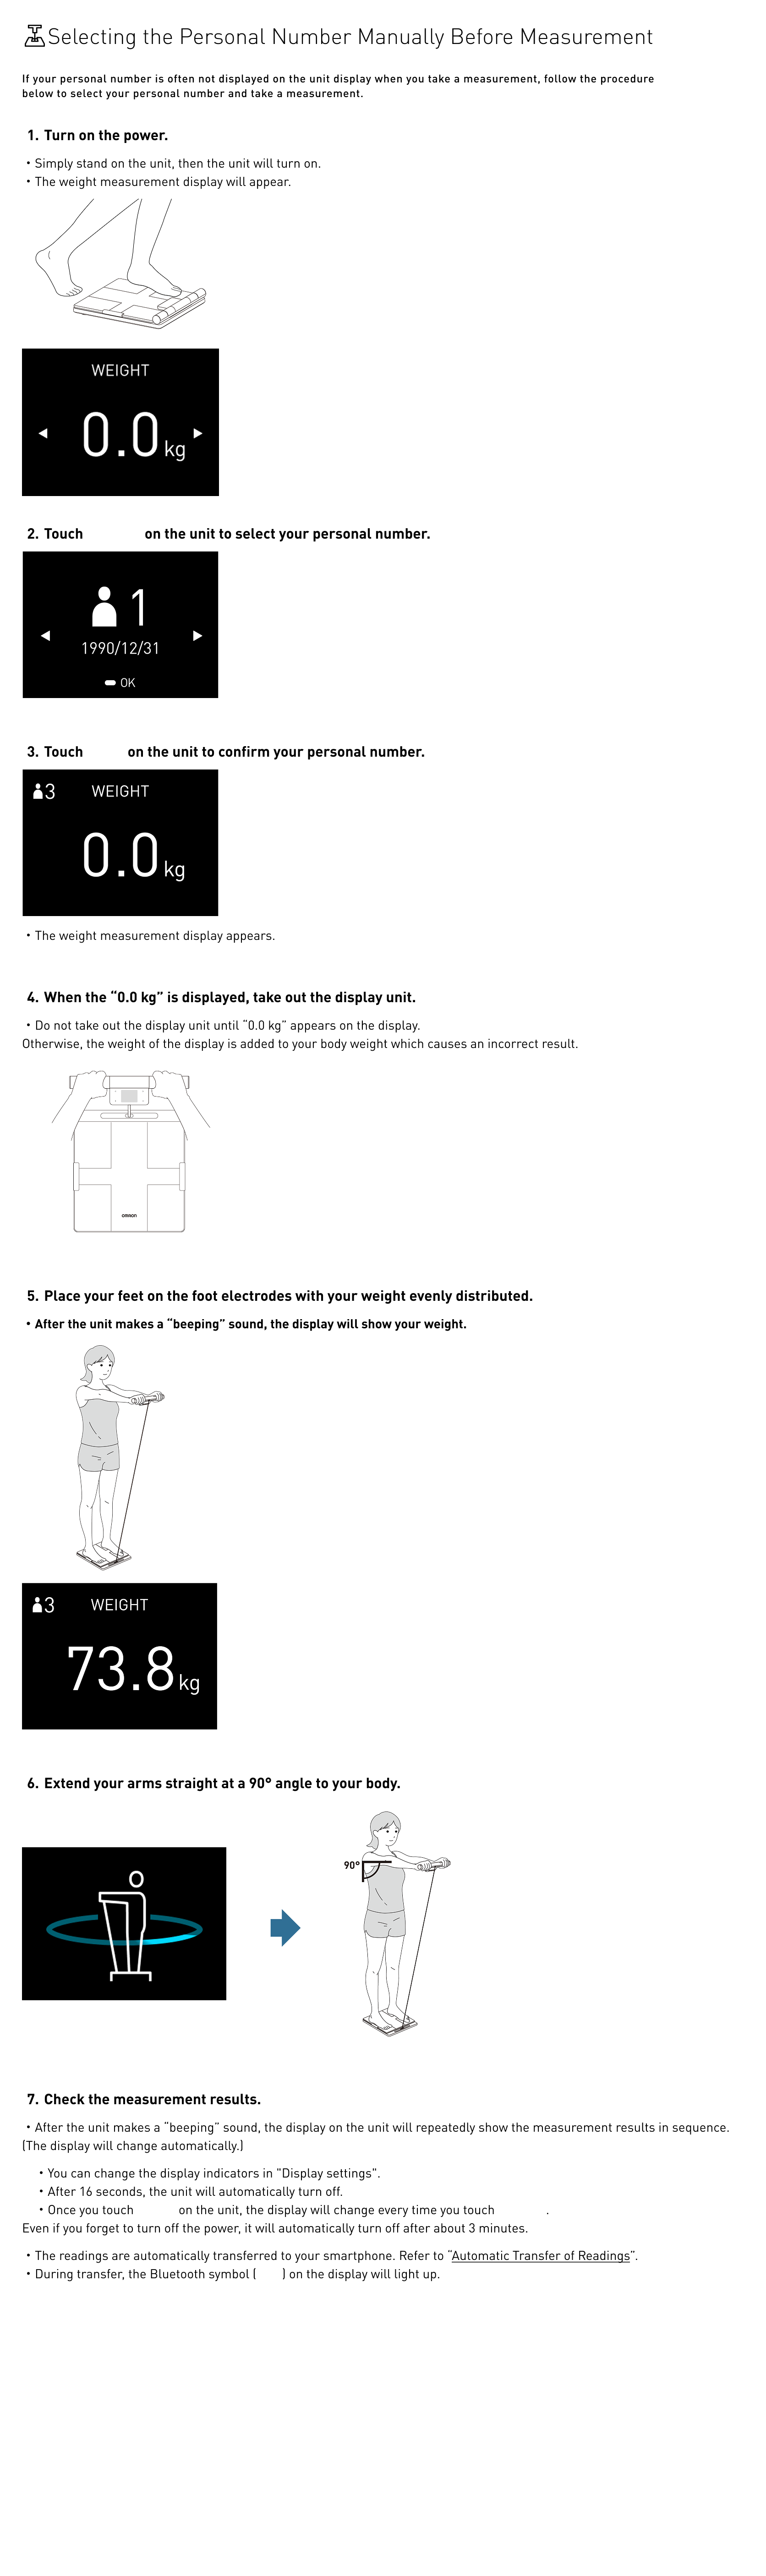 Selecting the Personal Number Manually Before Measurement
If your personal number is often not displayed on the unit display when you take a measurement, follow the procedure
below to select your personal number and take a measurement.
1. Turn on the power.
・Simply stand on the unit, then the unit will turn on.
・The weight measurement display will appear.
WEIGHT
◀ 0.0 kg ▶
2. Touch on the unit to select your personal number.
1
◀ ▶
1990/12/31
OK
3. Touch on the unit to confirm your personal number.
3 WEIGHT
0.0 kg
・The weight measurement display appears.
4. When the “0.0 kg” is displayed, take out the display unit.
・Do not take out the display unit until “0.0 kg” appears on the display.
Otherwise, the weight of the display is added to your body weight which causes an incorrect result.
OMRON
5. Place your feet on the foot electrodes with your weight evenly distributed.
・After the unit makes a “beeping” sound, the display will show your weight.
3 WEIGHT
73.8 kg
6. Extend your arms straight at a 90° angle to your body.
90°
7. Check the measurement results.
・After the unit makes a “beeping” sound, the display on the unit will repeatedly show the measurement results in sequence.
(The display will change automatically.)
・You can change the display indicators in "Display settings".
・After 16 seconds, the unit will automatically turn off.
・Once you touch on the unit, the display will change every time you touch .
Even if you forget to turn off the power, it will automatically turn off after about 3 minutes.
・The readings are automatically transferred to your smartphone. Refer to “Automatic Transfer of Readings”.
・During transfer, the Bluetooth symbol ( ) on the display will light up.